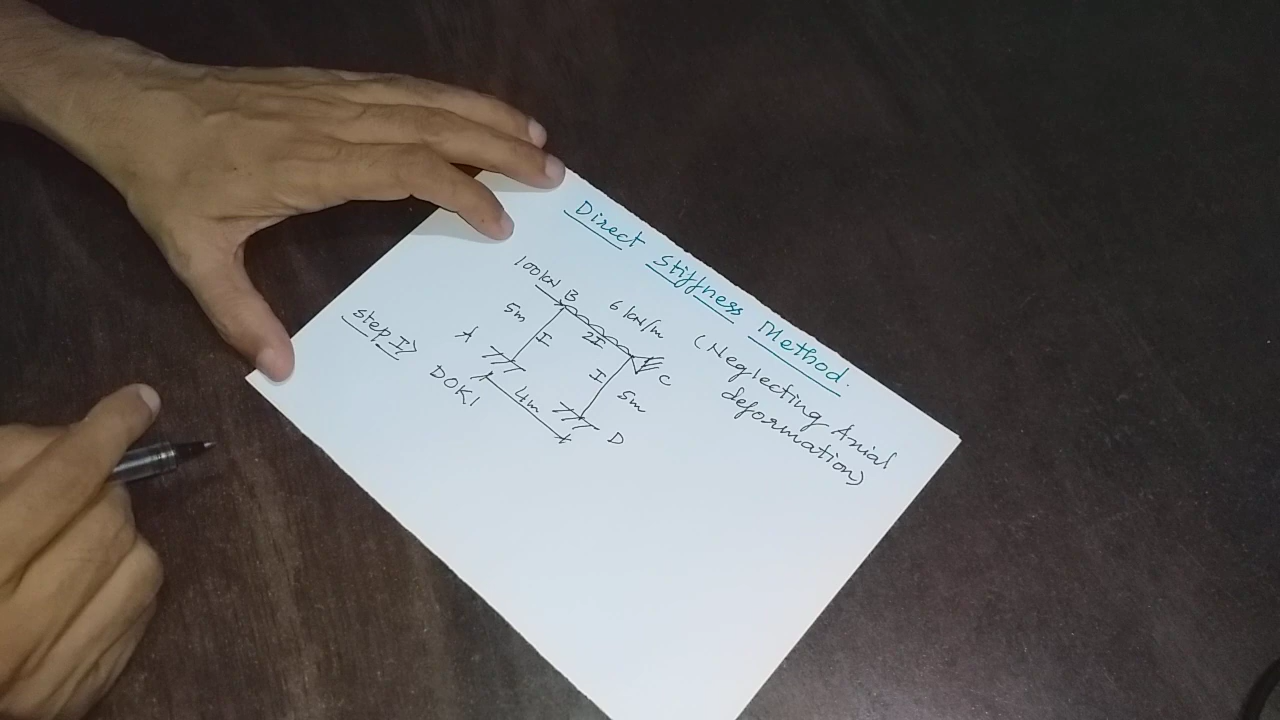 Direct Stiffness Method.
(Neglecting Axial
deformation)
100kN B 6 kN/m
5m I 2I C
A I 5m
4m D
Step I>
DOKI